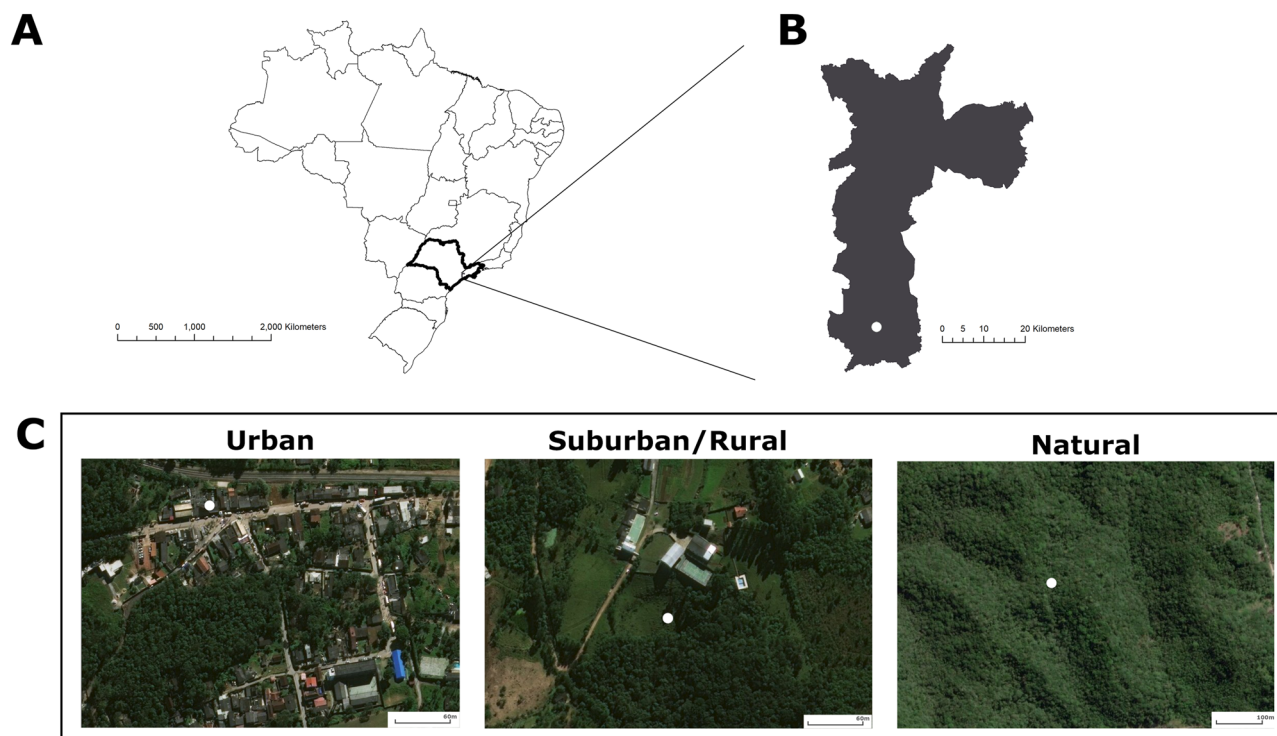 A
B
0 500 1,000 2,000 Kilometers
0 5 10 20 Kilometers
C
Urban
Suburban/Rural
Natural
60m
60m
100m